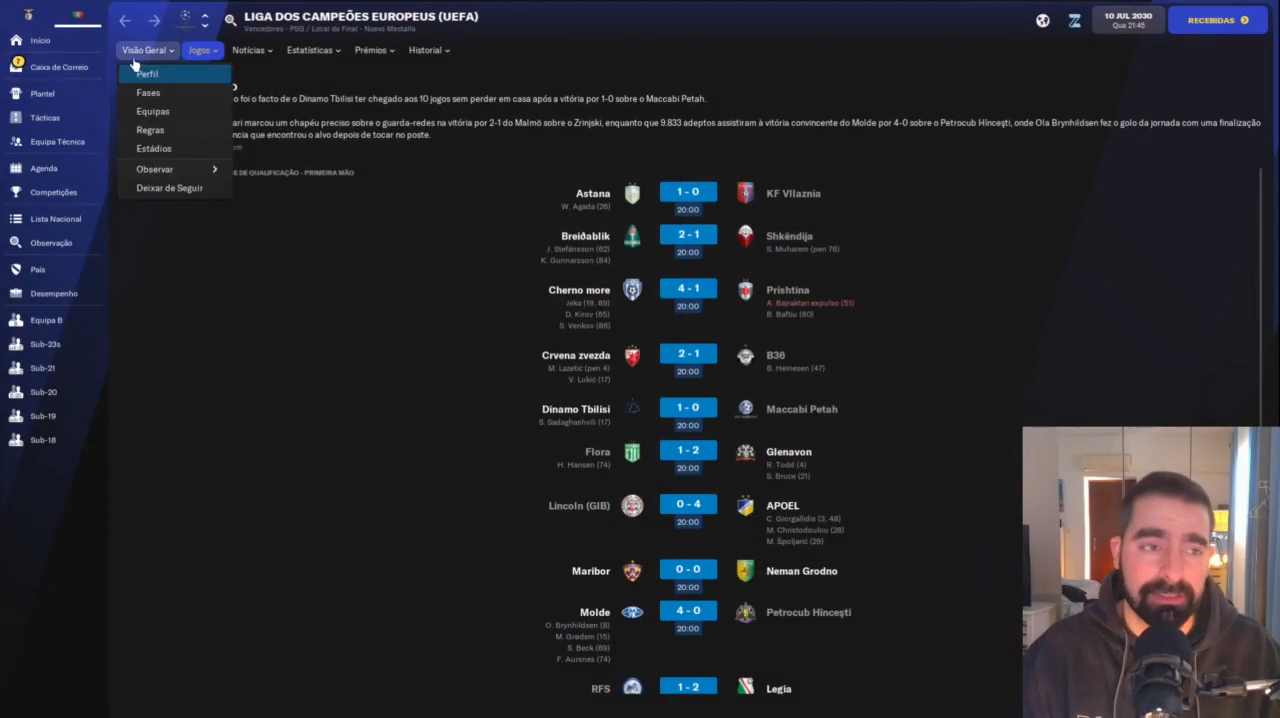 LIGA DOS CAMPEÕES EUROPEUS (UEFA)
Vencedores - PSG / Local da Final - Nuevo Mestalla
10 JUL 2030
Qua 21:45
RECEBIDAS
Visão Geral
Jogos
Notícias
Estatísticas
Prémios
Historial
Perfil
Fases
Equipas
Regras
Estádios
Observar
Deixar de Seguir
Início
7
Caixa de Correio
Plantel
Tácticas
Equipa Técnica
Agenda
Competições
Lista Nacional
Observação
País
Desempenho
Equipa B
Sub-23s
Sub-21
Sub-20
Sub-19
Sub-18
o foi o facto de o Dinamo Tbilisi ter chegado aos 10 jogos sem perder em casa após a vitória por 1-0 sobre o Maccabi Petah.
ari marcou um chapéu preciso sobre o guarda-redes na vitória por 2-1 do Malmö sobre o Zrinjski, enquanto que 9.833 adeptos assistiram à vitória convincente do Molde por 4-0 sobre o Petrocub Hînceşti, onde Ola Brynhildsen fez o golo da jornada com uma finalização
ncia que encontrou o alvo depois de tocar no poste.
om
E DE QUALIFICAÇÃO - PRIMEIRA MÃO
Astana 1 - 0 KF Vllaznia
W. Agada (26) 20:00
Breiðablik 2 - 1 Shkëndija
J. Stefánsson (62) 20:00 S. Muharem (pen 76)
K. Gunnarsson (84)
Cherno more 4 - 1 Prishtina
Jeka (19, 89) 20:00 A. Bajraktari expulso (51)
D. Kirov (65) B. Baftiu (60)
S. Venkov (86)
Crvena zvezda 2 - 1 B36
M. Lazetić (pen 4) 20:00 B. Heinesen (47)
V. Lukić (17)
Dinamo Tbilisi 1 - 0 Maccabi Petah
S. Sadaghashvili (17) 20:00
Flora 1 - 2 Glenavon
H. Hansen (74) 20:00 R. Todd (4)
S. Bruce (21)
Lincoln (GIB) 0 - 4 APOEL
20:00 C. Giorgallidis (3, 48)
M. Christodoulou (28)
M. Špoljarić (29)
Maribor 0 - 0 Neman Grodno
20:00
Molde 4 - 0 Petrocub Hînceşti
O. Brynhildsen (8) 20:00
M. Grødem (15)
S. Beck (69)
F. Aursnes (74)
RFS 1 - 2 Legia